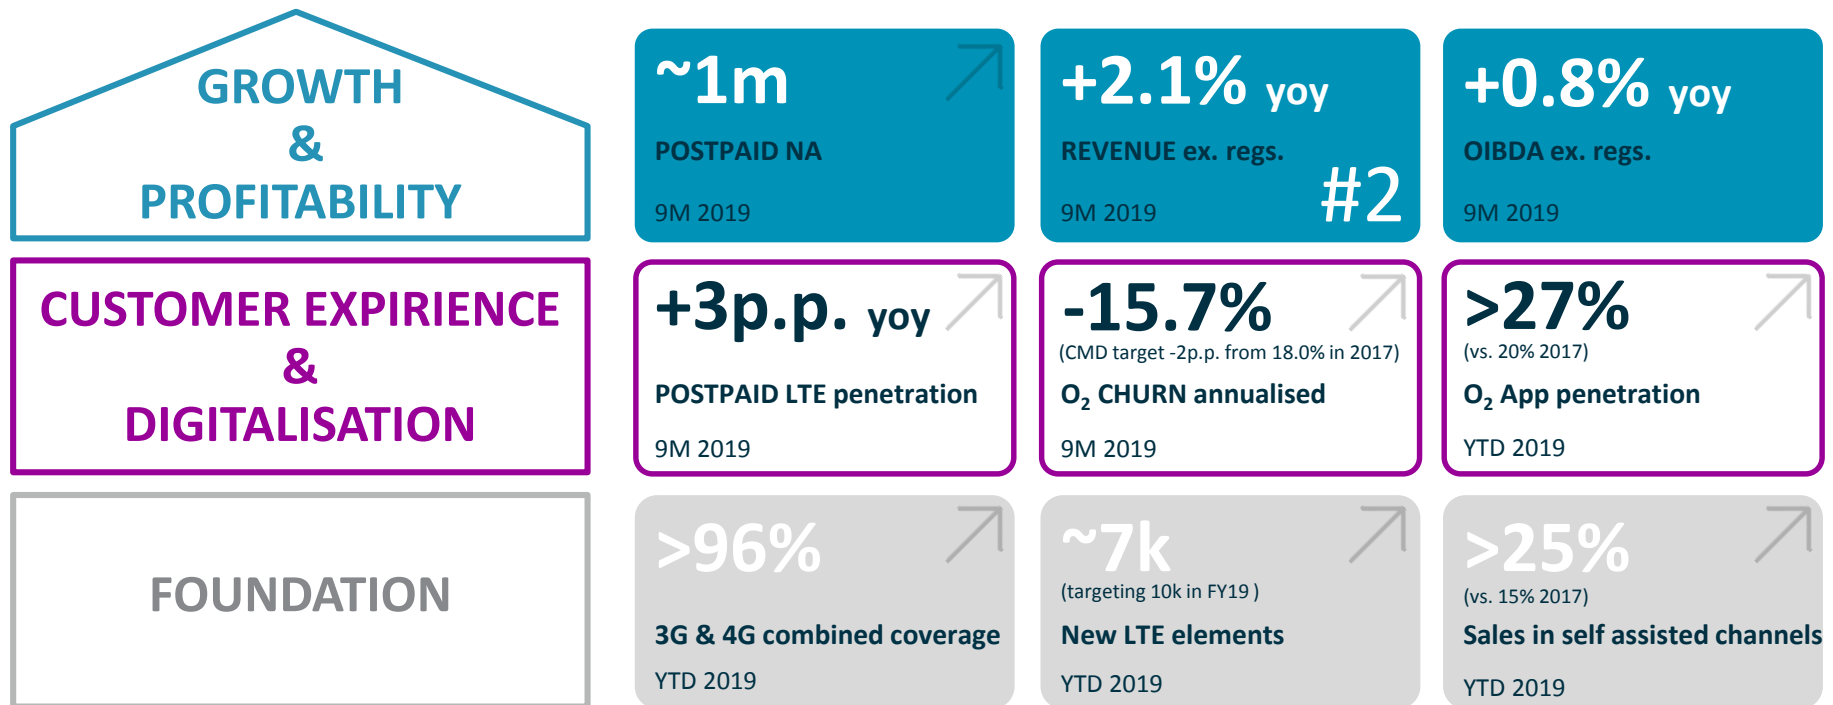 GROWTH
&
PROFITABILITY
~1m
POSTPAID NA
9M 2019
+2.1% yoy
REVENUE ex. regs.
#2
9M 2019
+0.8% yoy
OIBDA ex. regs.
9M 2019
CUSTOMER EXPIRIENCE
&
DIGITALISATION
+3p.p. yoy
POSTPAID LTE penetration
9M 2019
-15.7%
(CMD target -2p.p. from 18.0% in 2017)
O₂ CHURN annualised
9M 2019
>27%
(vs. 20% 2017)
O₂ App penetration
YTD 2019
FOUNDATION
>96%
3G & 4G combined coverage
YTD 2019
~7k
(targeting 10k in FY19 )
New LTE elements
YTD 2019
>25%
(vs. 15% 2017)
Sales in self assisted channels
YTD 2019